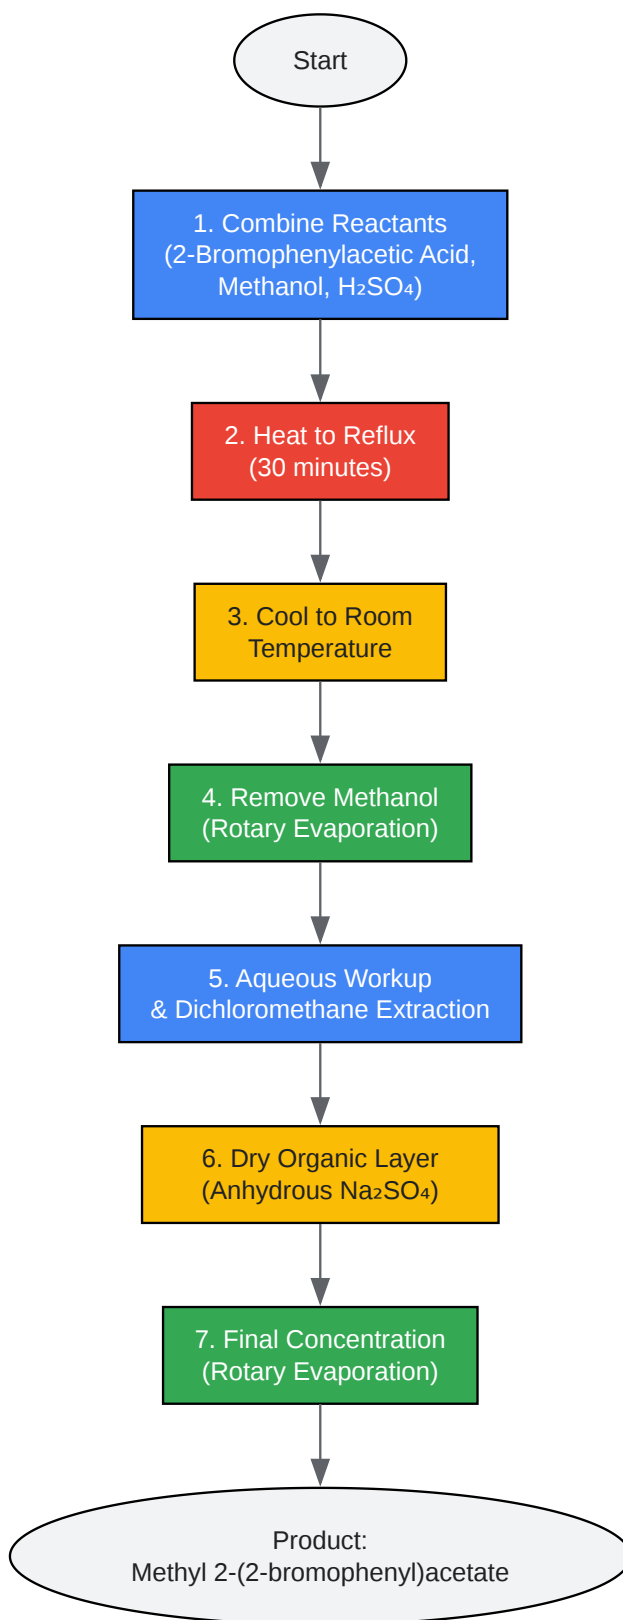 Start
1. Combine Reactants
(2-Bromophenylacetic Acid,
Methanol, H₂SO₄)
2. Heat to Reflux
(30 minutes)
3. Cool to Room
Temperature
4. Remove Methanol
(Rotary Evaporation)
5. Aqueous Workup
& Dichloromethane Extraction
6. Dry Organic Layer
(Anhydrous Na₂SO₄)
7. Final Concentration
(Rotary Evaporation)
Product:
Methyl 2-(2-bromophenyl)acetate